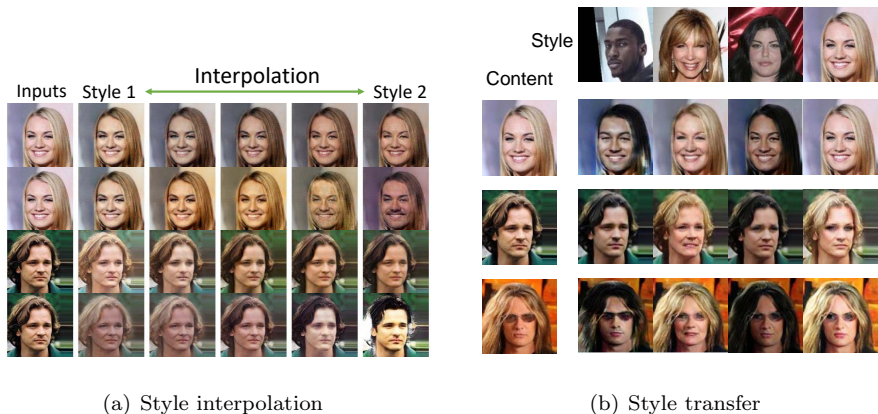 Style
Content
Interpolation
Inputs Style 1 Style 2
(a) Style interpolation
(b) Style transfer